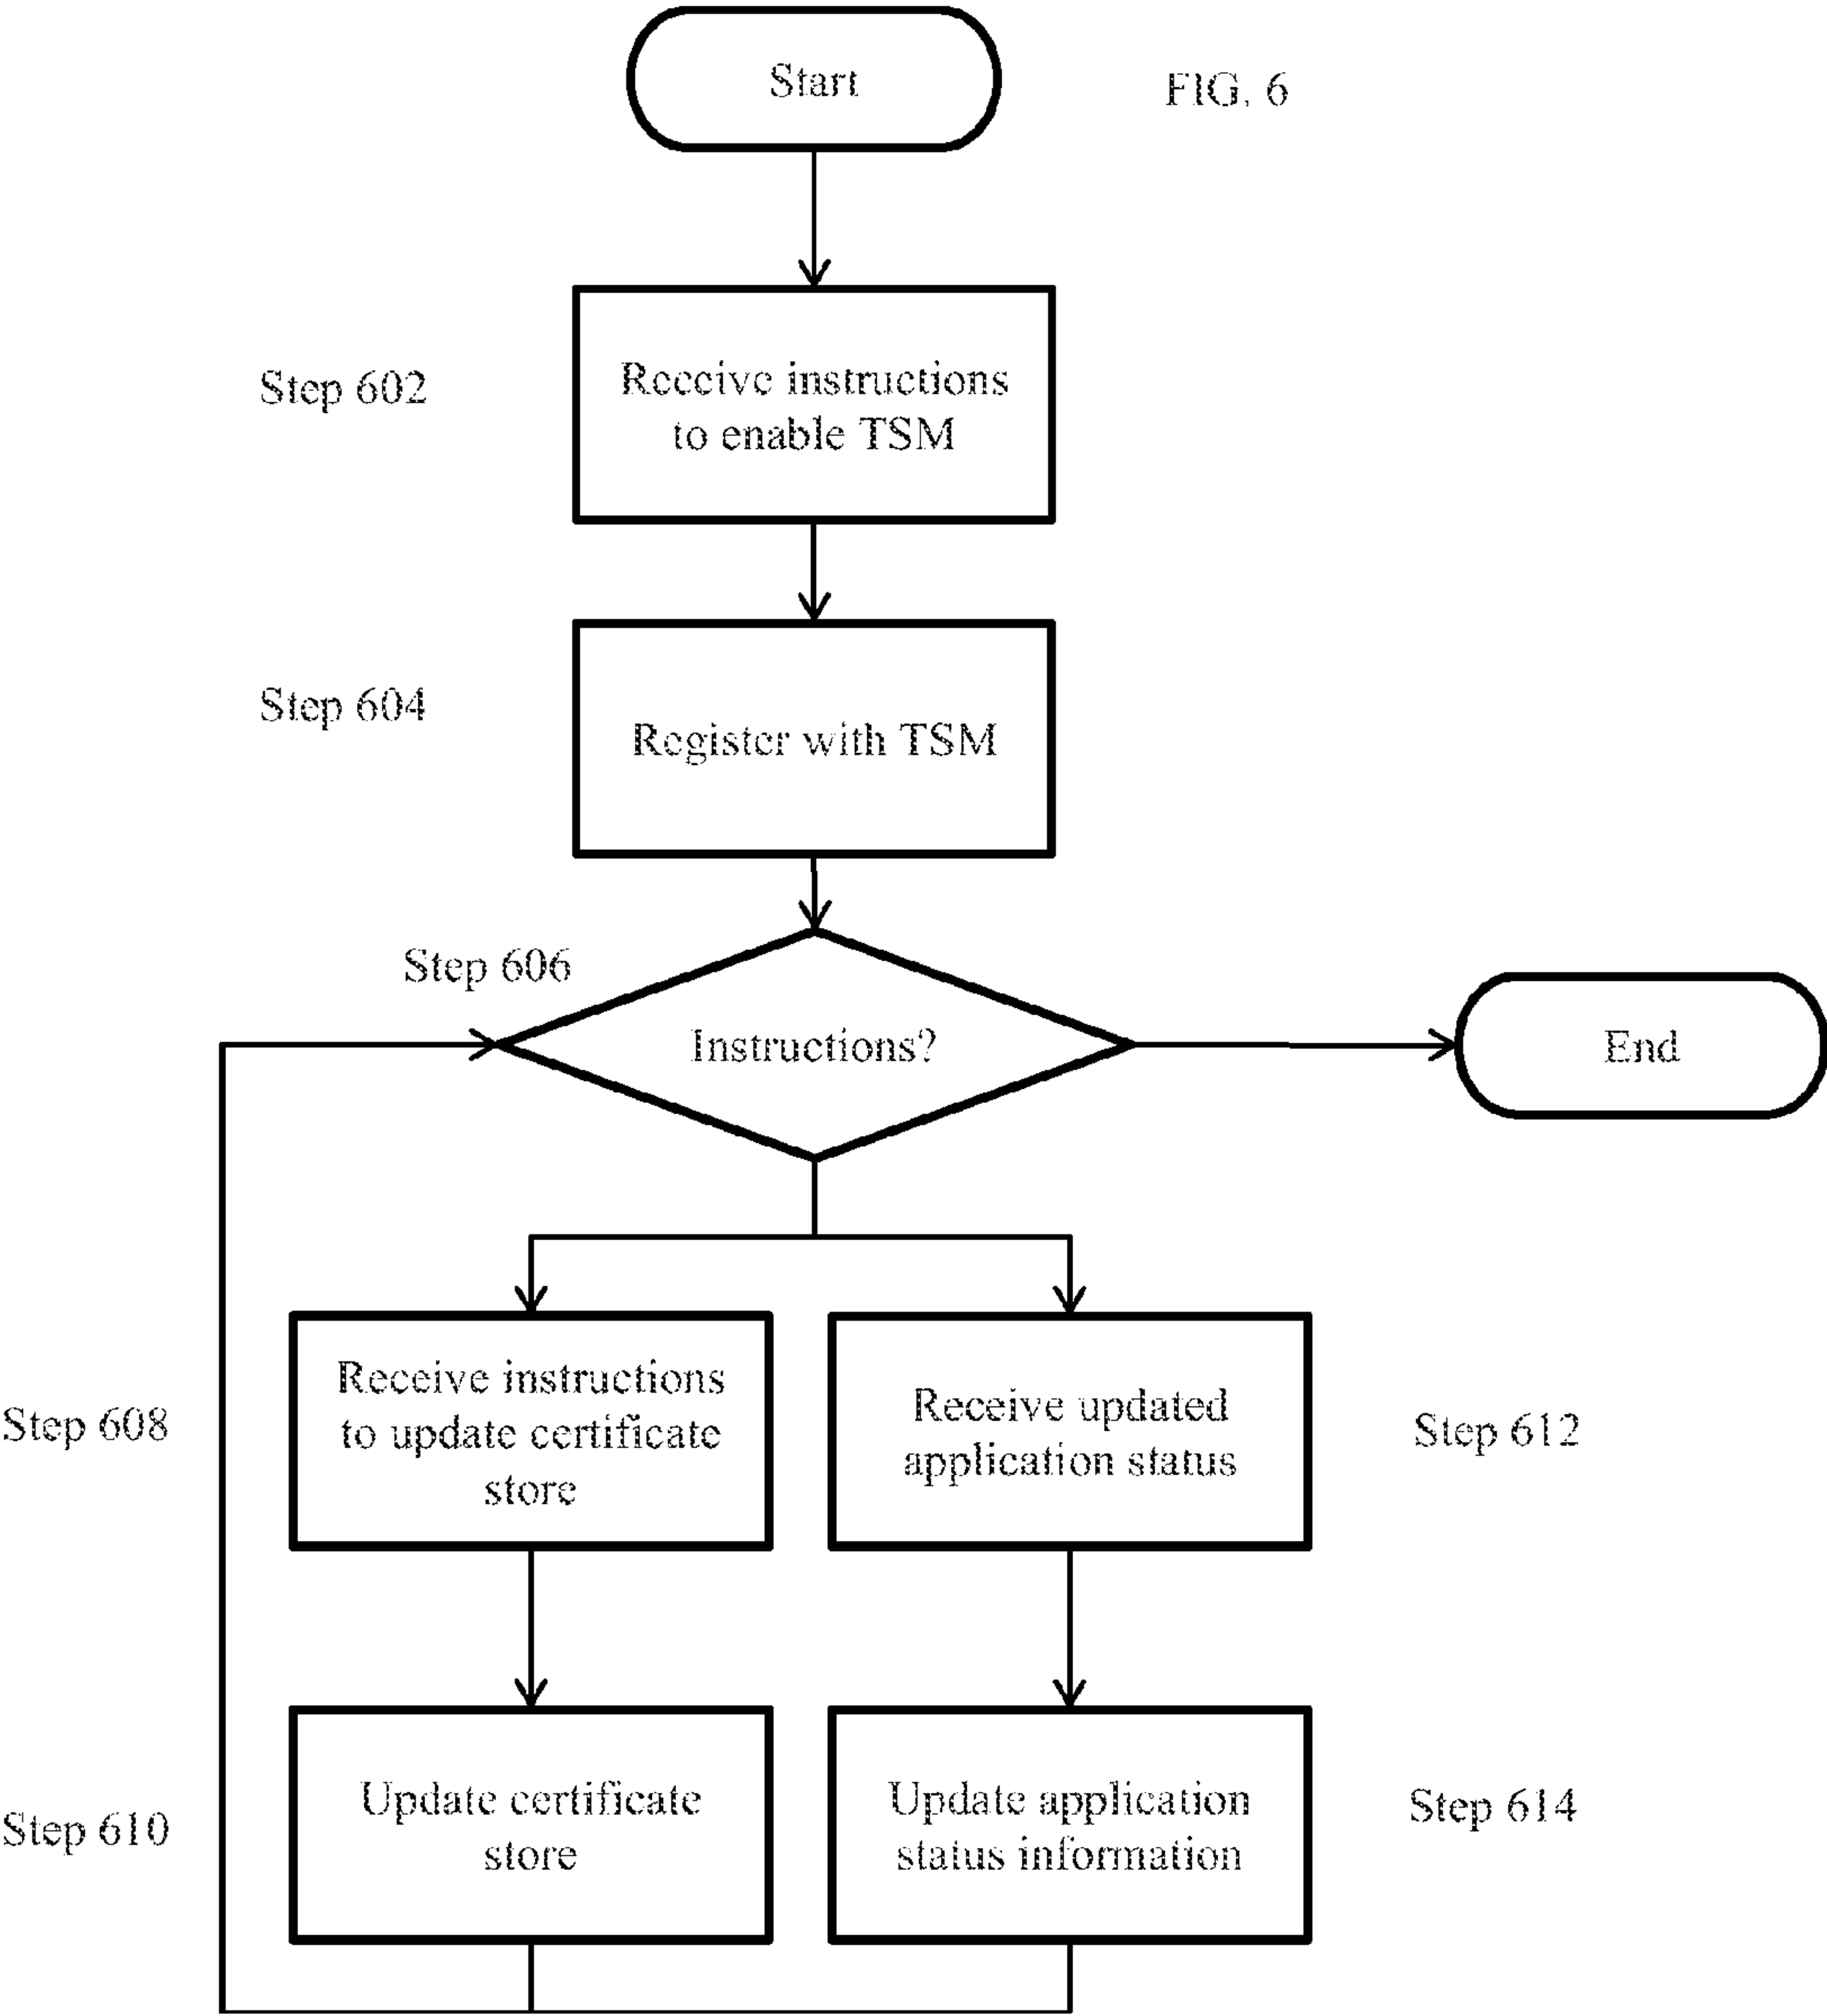 Start
FIG. 6
Step 602
Receive instructions
to enable TSM
Step 604
Register with TSM
Step 606
Instructions?
End
Step 608
Receive instructions
to update certificate
store
Receive updated
application status
Step 612
Step 610
Update certificate
store
Update application
status information
Step 614